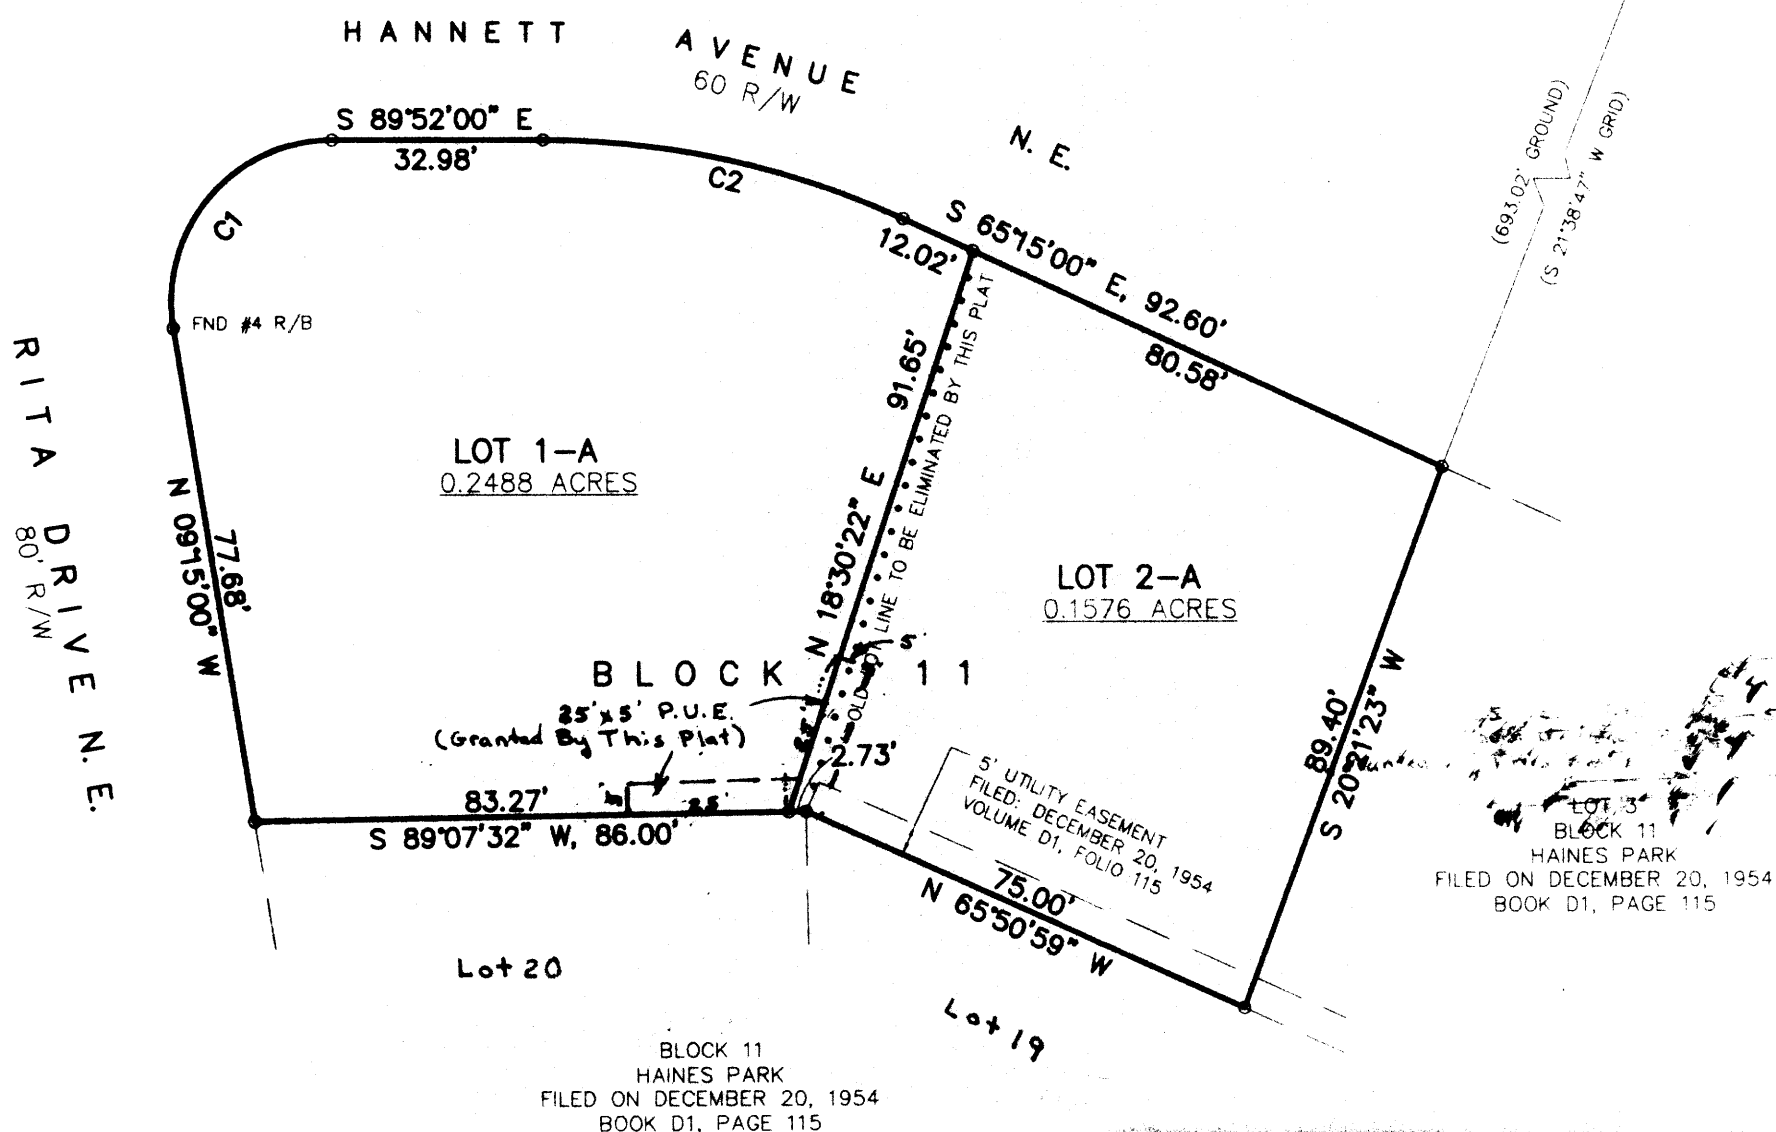 HANNETT AVENUE N. E.
60 R/W
S 89°52'00" E
32.98'
C2
C1
12.02'
S 65°15'00" E, 92.60'
80.58'
(693.02' GROUND)
(S 21°38'47" W GRID)
FND #4 R/B
RITA DRIVE N.E.
80' R/W
N 09°15'00" W
77.68'
LOT 1-A
0.2488 ACRES
91.65'
N 18°30'22" E
OLD LOT LINE TO BE ELIMINATED BY THIS PLAT
LOT 2-A
0.1576 ACRES
5'
BLOCK 11
25'x5' P.U.E.
(Granted By This Plat)
25'
2.73'
5'
25'
83.27'
S 89°07'32" W, 86.00'
5' UTILITY EASEMENT
FILED: DECEMBER 20, 1954
VOLUME D1, FOLIO 115
75.00'
N 65°50'59" W
89.40'
S 20°21'23" W
LOT 3
BLOCK 11
HAINES PARK
FILED ON DECEMBER 20, 1954
BOOK D1, PAGE 115
Lot 20
Lot 19
BLOCK 11
HAINES PARK
FILED ON DECEMBER 20, 1954
BOOK D1, PAGE 115